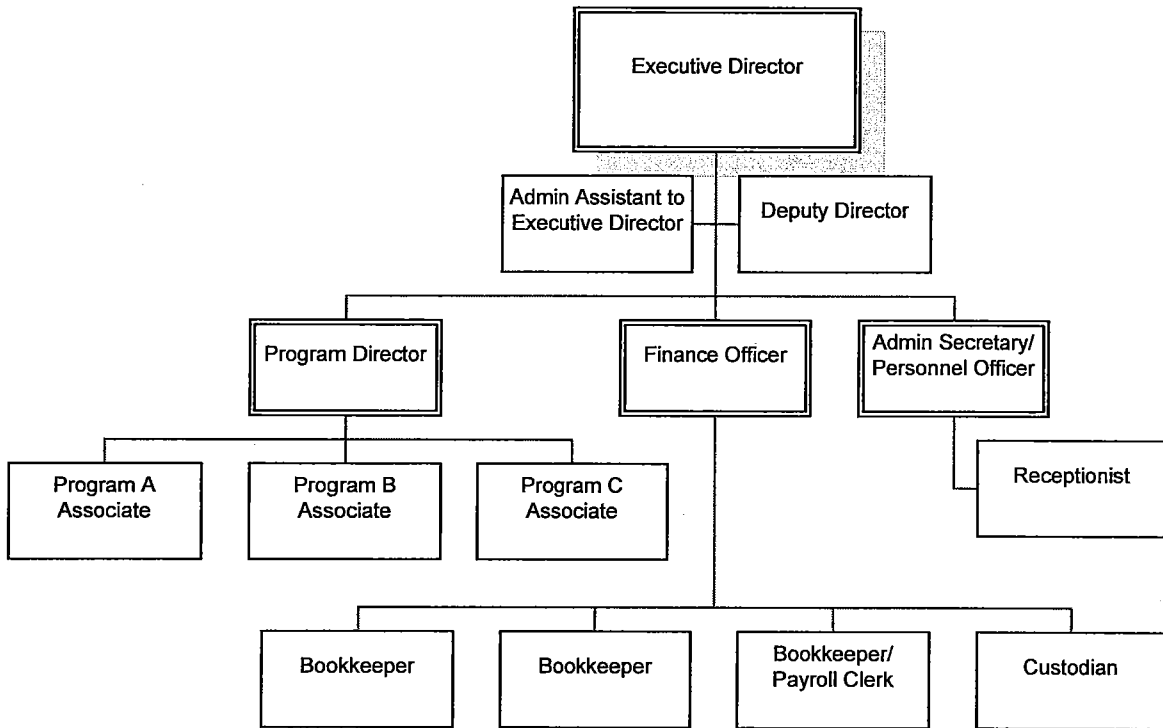 Executive Director
Admin Assistant to
Executive Director
Deputy Director
Program Director
Finance Officer
Admin Secretary/
Personnel Officer
Program A
Associate
Program B
Associate
Program C
Associate
Receptionist
Bookkeeper
Bookkeeper
Bookkeeper/
Payroll Clerk
Custodian